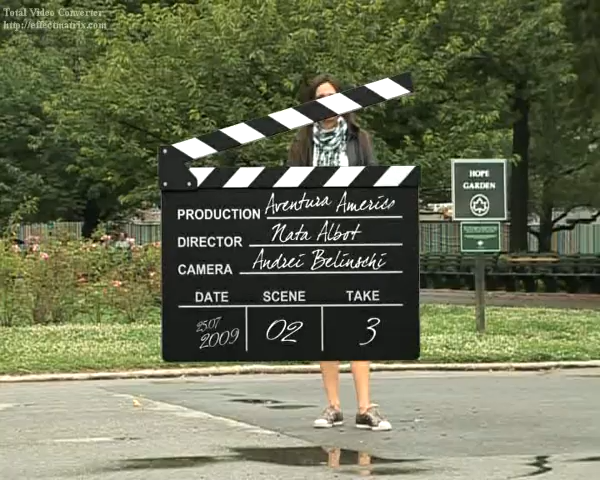 Total Video Converter
http://effectmatrix.com
HOPE
GARDEN
PRODUCTION Aventura America
DIRECTOR Nata Albot
CAMERA Andrei Belinschi
DATE SCENE TAKE
25.07
2009 02 3